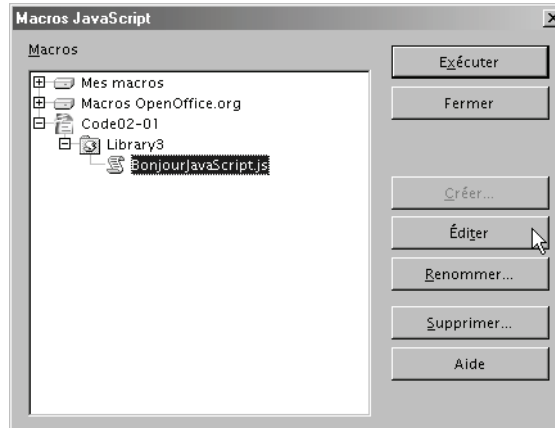 Macros JavaScript
Macros
Mes macros
Macros OpenOffice.org
Code02-01
Library3
BonjourJavaScript.js
Exécuter
Fermer
Créer...
Éditer
Renommer...
Supprimer...
Aide